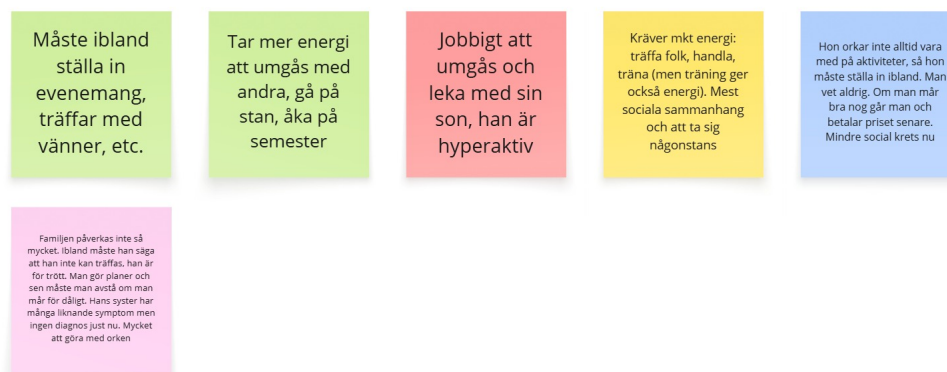 Måste ibland
ställa in
evenemang,
träffar med
vänner, etc.
Tar mer energi
att umgås med
andra, gå på
stan, åka på
semester
Jobbigt att
umgås och
leka med sin
son, han är
hyperaktiv
Kräver mkt energi:
träffa folk, handla,
träna (men träning ger
också energi). Mest
sociala sammanhang
och att ta sig
någonstans
Hon orkar inte alltid vara
med på aktiviteter, så hon
måste ställa in ibland. Man
vet aldrig. Om man mår
bra nog går man och
betalar priset senare.
Mindre social krets nu
Familjen påverkas inte så
mycket. Ibland måste han säga
att han inte kan träffas, han är
för trött. Man gör planer och
sen måste man avstå om man
mår för dåligt. Hans syster har
många liknande symptom men
ingen diagnos just nu. Mycket
att göra med orken